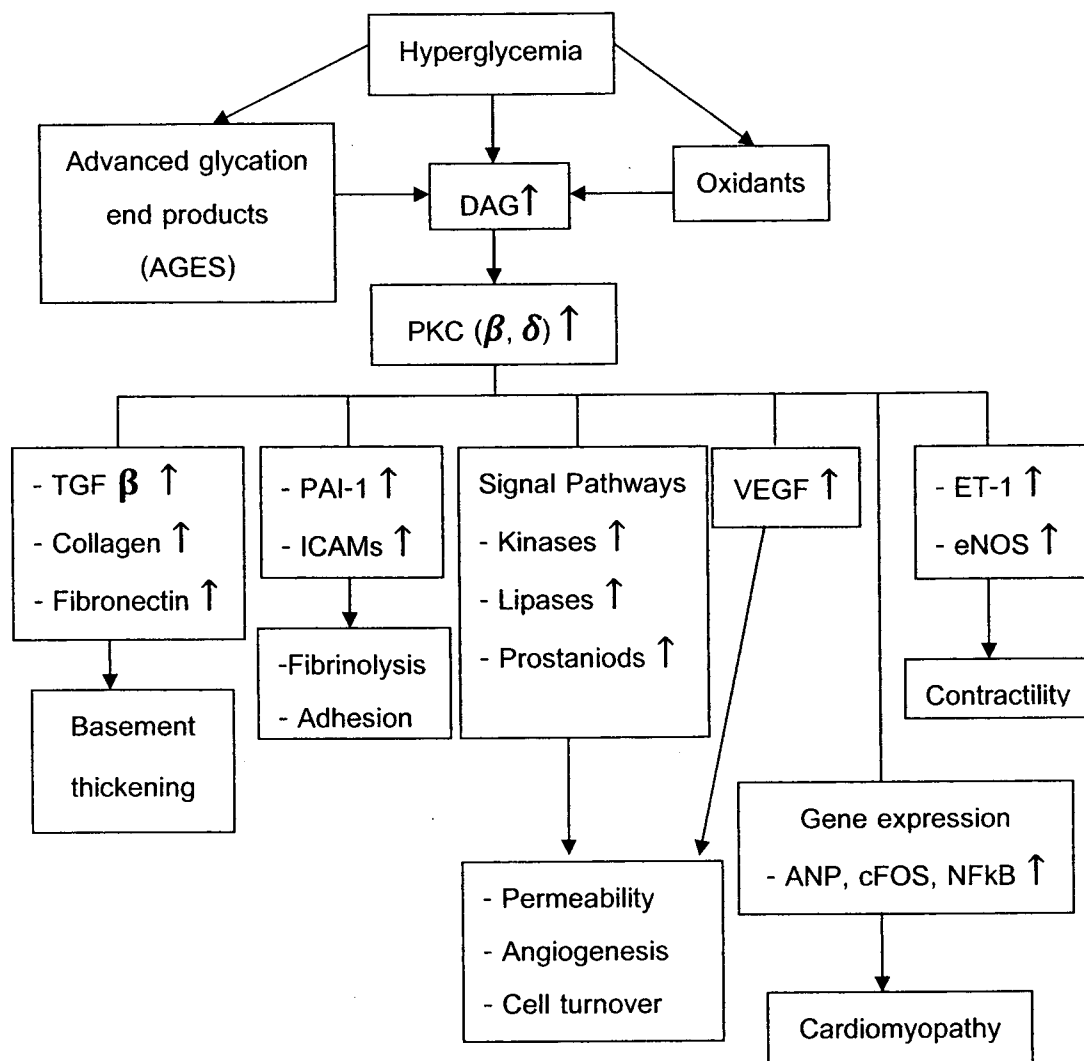 Hyperglycemia
Advanced glycation
end products
(AGES)
DAG↑
Oxidants
PKC (β, δ) ↑
- TGF β ↑
- Collagen ↑
- Fibronectin ↑
- PAI-1 ↑
- ICAMs ↑
Signal Pathways
- Kinases ↑
- Lipases ↑
- Prostaniods ↑
VEGF ↑
- ET-1 ↑
- eNOS ↑
Basement
thickening
-Fibrinolysis
- Adhesion
Contractility
Gene expression
- ANP, cFOS, NFkB ↑
- Permeability
- Angiogenesis
- Cell turnover
Cardiomyopathy